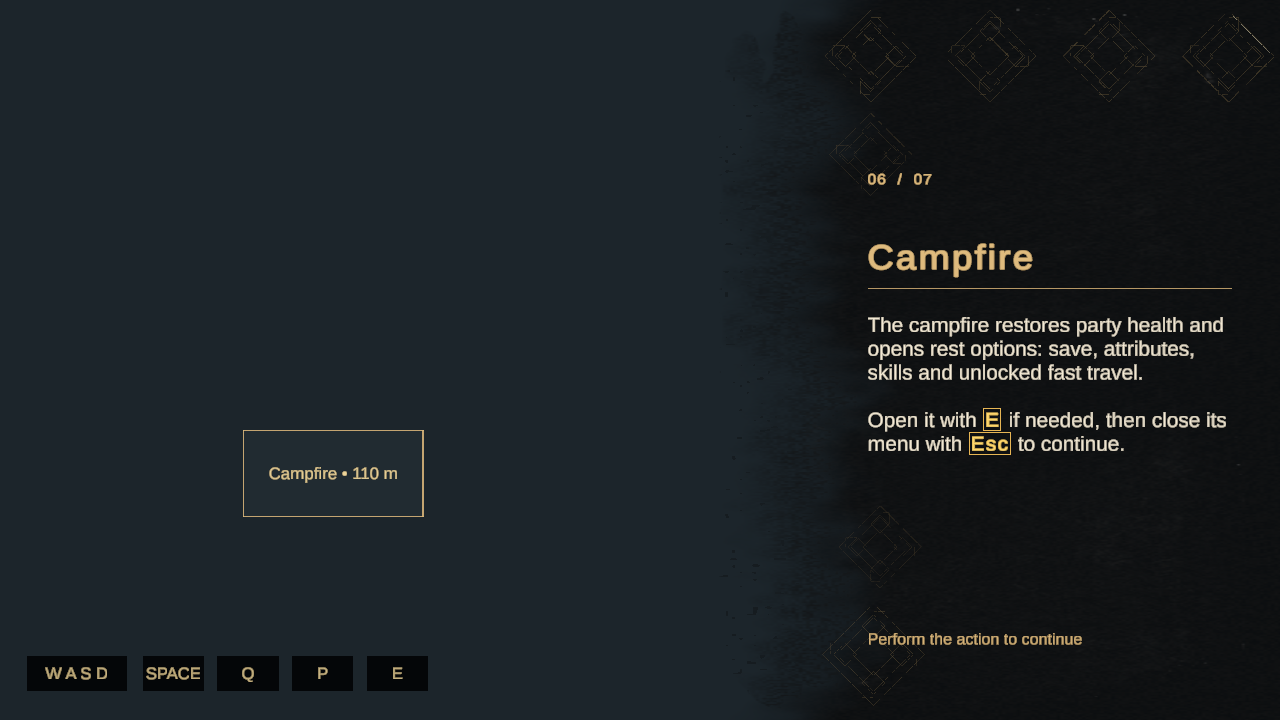 06 / 07
Campfire
The campfire restores party health and
opens rest options: save, attributes,
skills and unlocked fast travel.
Open it with E if needed, then close its
menu with Esc to continue.
Campfire • 110 m
Perform the action to continue
WASD SPACE Q P E